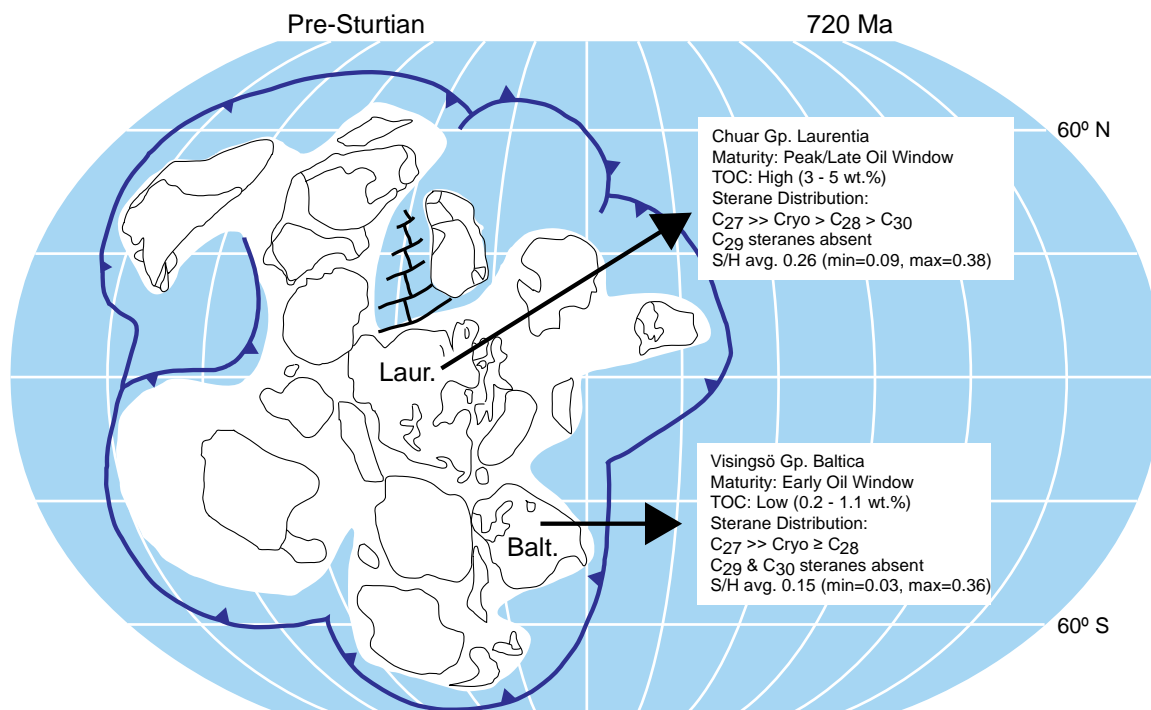 Pre-Sturtian
720 Ma
60º N
Chuar Gp. Laurentia
Maturity: Peak/Late Oil Window
TOC: High (3 - 5 wt.%)
Sterane Distribution:
C₂₇ >> Cryo > C₂₈ > C₃₀
C₂₉ steranes absent
S/H avg. 0.26 (min=0.09, max=0.38)
Laur.
Visingsö Gp. Baltica
Maturity: Early Oil Window
TOC: Low (0.2 - 1.1 wt.%)
Sterane Distribution:
C₂₇ >> Cryo ≥ C₂₈
C₂₉ & C₃₀ steranes absent
S/H avg. 0.15 (min=0.03, max=0.36)
Balt.
60º S